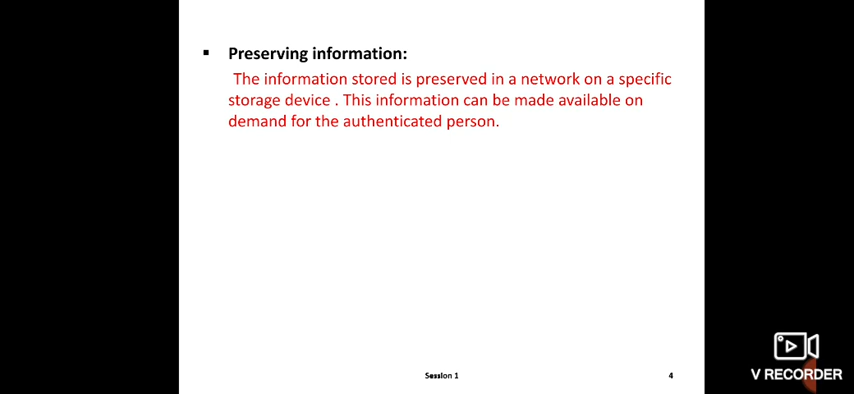 ▪ Preserving information:
The information stored is preserved in a network on a specific
storage device . This information can be made available on
demand for the authenticated person.
Session 1
4
V RECORDER